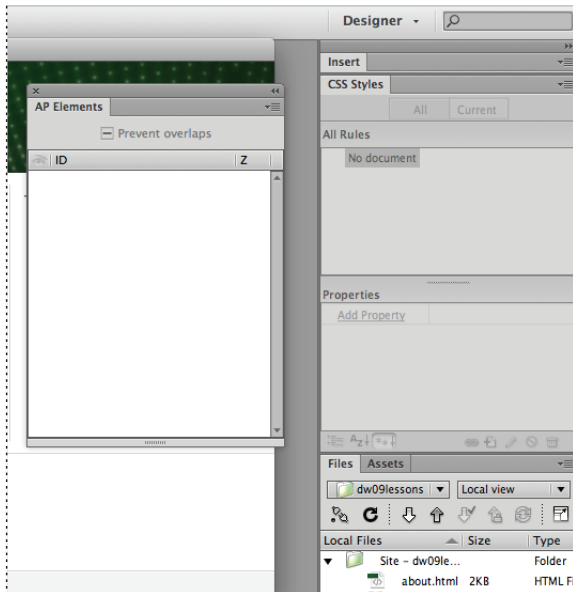 Designer
Insert
CSS Styles
AP Elements
All Current
Prevent overlaps
All Rules
ID Z
No document
Properties
Add Property
Files Assets
dw09lessons Local view
Local Files Size Type
Site - dw09le... Folder
about.html 2KB HTML